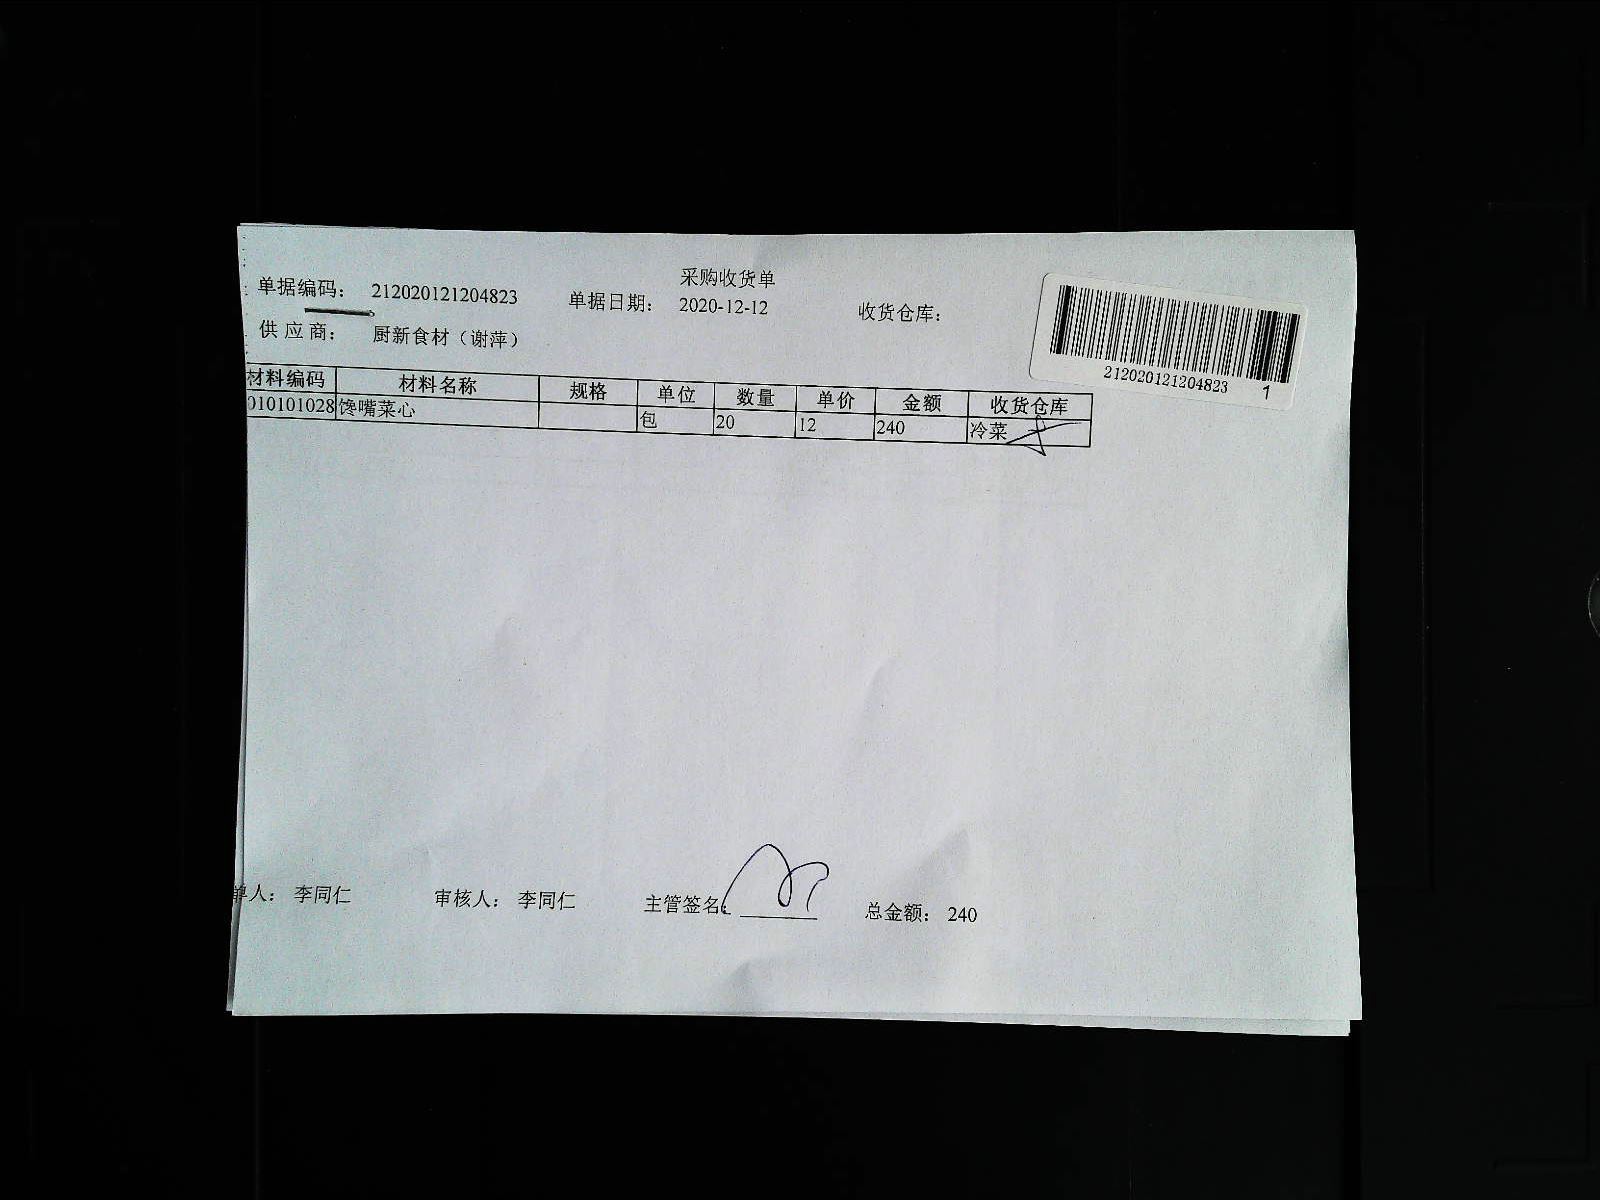 采购收货单
单据编码： 212020121204823 单据日期： 2020-12-12 收货仓库：
供 应 商： 厨新食材（谢萍）
212020121204823 1
材料编码 材料名称 规格 单位 数量 单价 金额 收货仓库
010101028 馋嘴菜心 包 20 12 240 冷菜
单人： 李同仁 审核人： 李同仁 主管签名： 总金额： 240